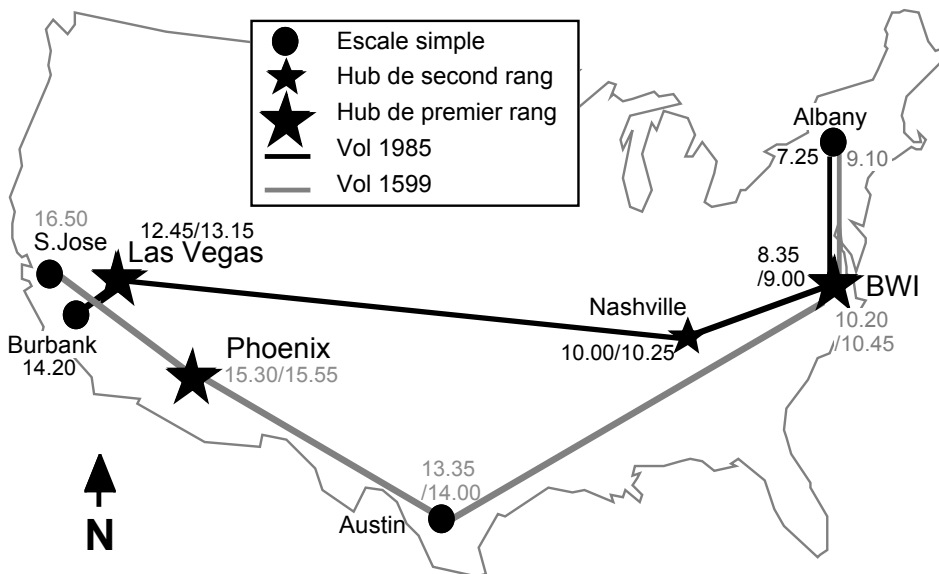 Escale simple
Hub de second rang
Hub de premier rang
Vol 1985
Vol 1599
Albany
7.25
9.10
16.50
S.Jose
12.45/13.15
Las Vegas
8.35
/9.00
BWI
Nashville
10.20
/10.45
Burbank
14.20
Phoenix
15.30/15.55
10.00/10.25
13.35
/14.00
Austin
N